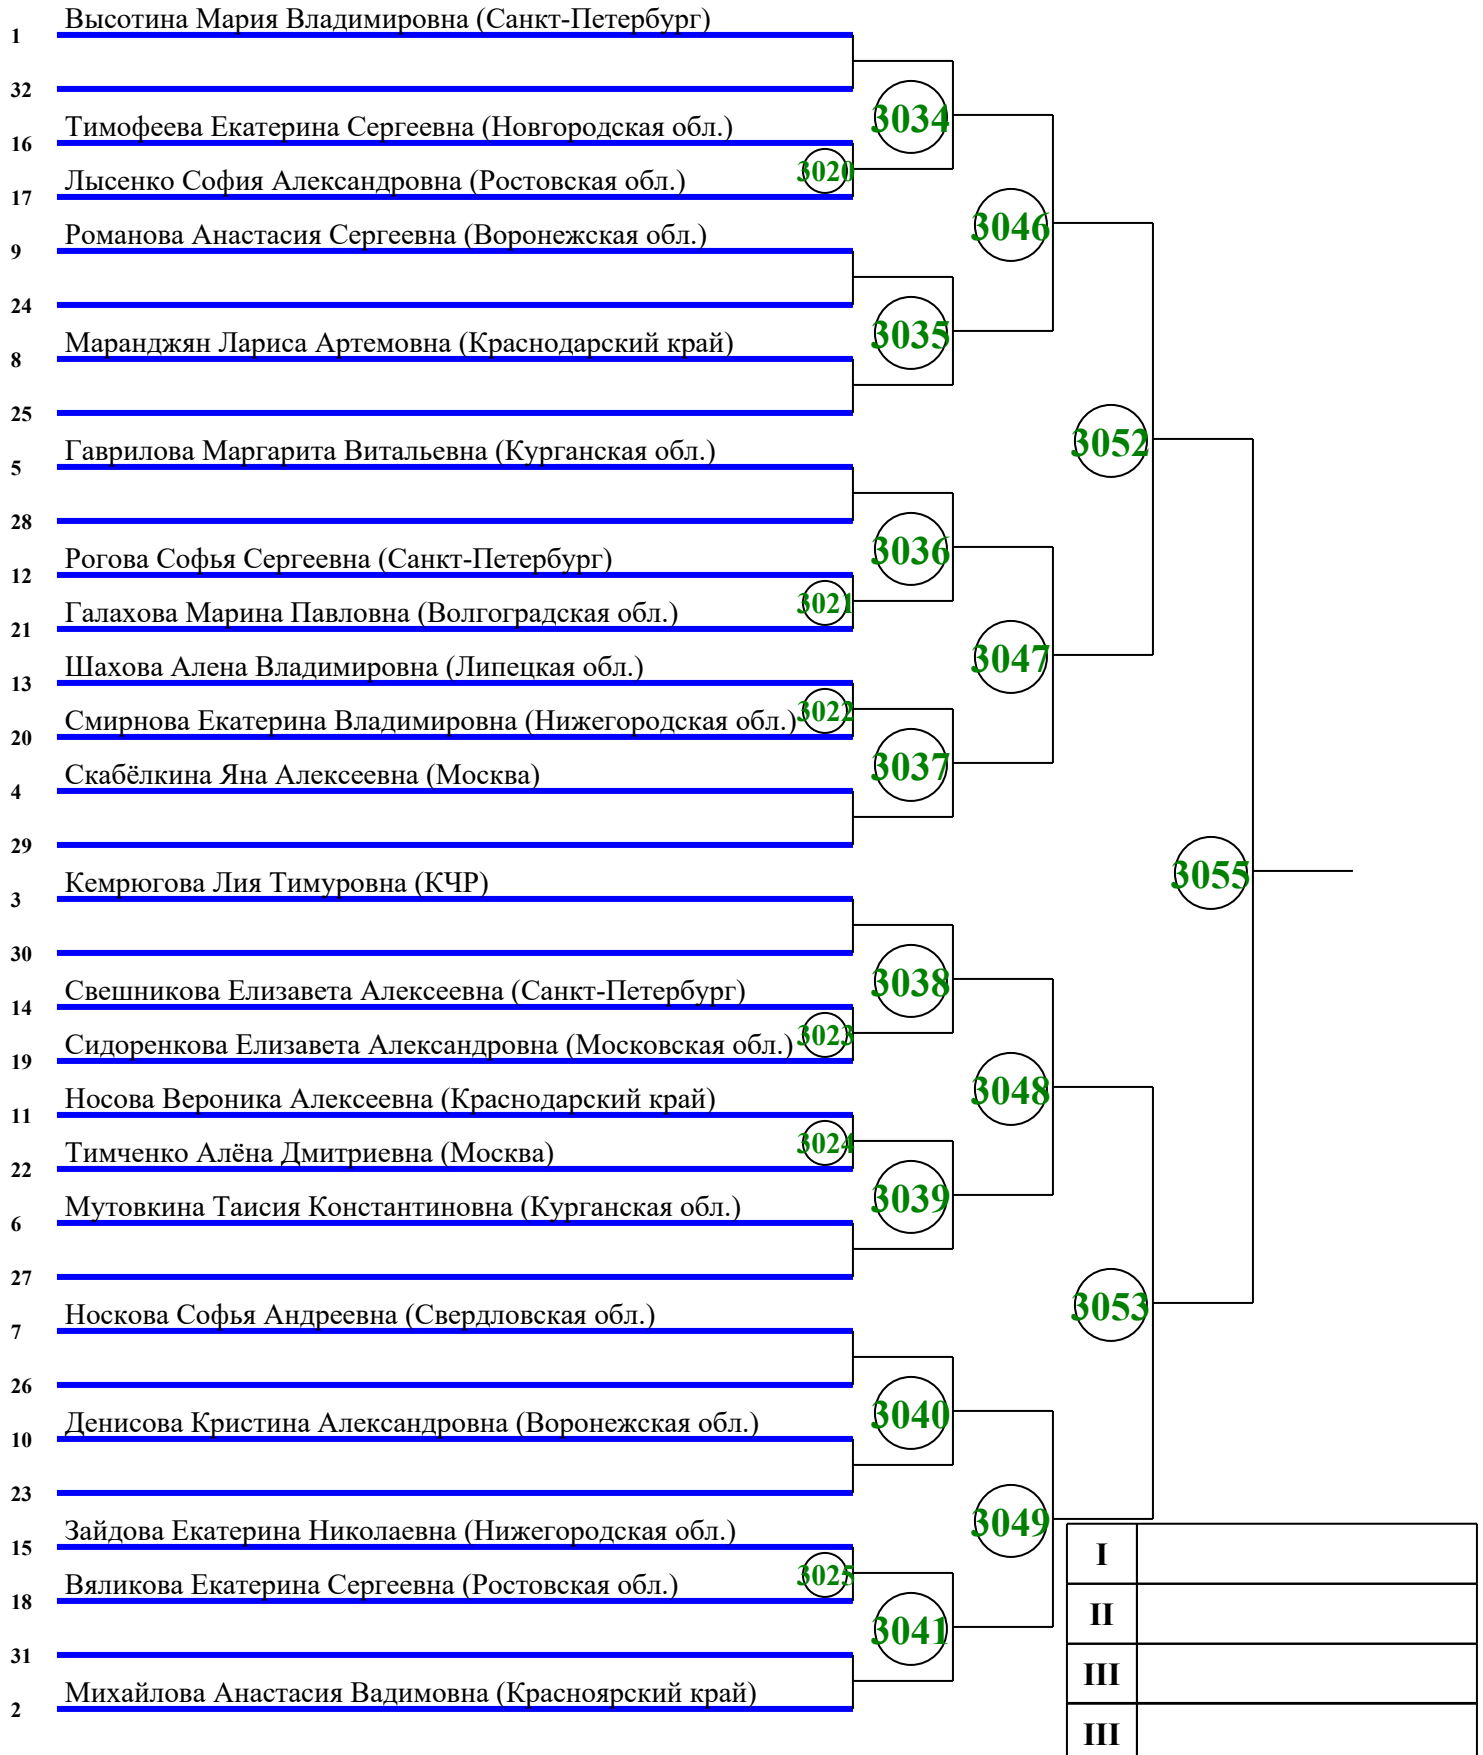 Высотина Мария Владимировна (Санкт-Петербург)
1
32
3034
Тимофеева Екатерина Сергеевна (Новгородская обл.)
16
3020
Лысенко София Александровна (Ростовская обл.)
17
3046
Романова Анастасия Сергеевна (Воронежская обл.)
9
24
3035
Маранджян Лариса Артемовна (Краснодарский край)
8
25
3052
Гаврилова Маргарита Витальевна (Курганская обл.)
5
28
3036
Рогова Софья Сергеевна (Санкт-Петербург)
12
3021
Галахова Марина Павловна (Волгоградская обл.)
21
3047
Шахова Алена Владимировна (Липецкая обл.)
13
3022
Смирнова Екатерина Владимировна (Нижегородская обл.)
20
3037
Скабёлкина Яна Алексеевна (Москва)
4
29
3055
Кемрюгова Лия Тимуровна (КЧР)
3
30
3038
Свешникова Елизавета Алексеевна (Санкт-Петербург)
14
3023
Сидоренкова Елизавета Александровна (Московская обл.)
19
3048
Носова Вероника Алексеевна (Краснодарский край)
11
3024
Тимченко Алёна Дмитриевна (Москва)
22
3039
Мутовкина Таисия Константиновна (Курганская обл.)
6
27
3053
Носкова Софья Андреевна (Свердловская обл.)
7
26
3040
Денисова Кристина Александровна (Воронежская обл.)
10
23
3049
Зайдова Екатерина Николаевна (Нижегородская обл.)
15
3025
Вяликова Екатерина Сергеевна (Ростовская обл.)
18
3041
31
Михайлова Анастасия Вадимовна (Красноярский край)
2
I
II
III
III